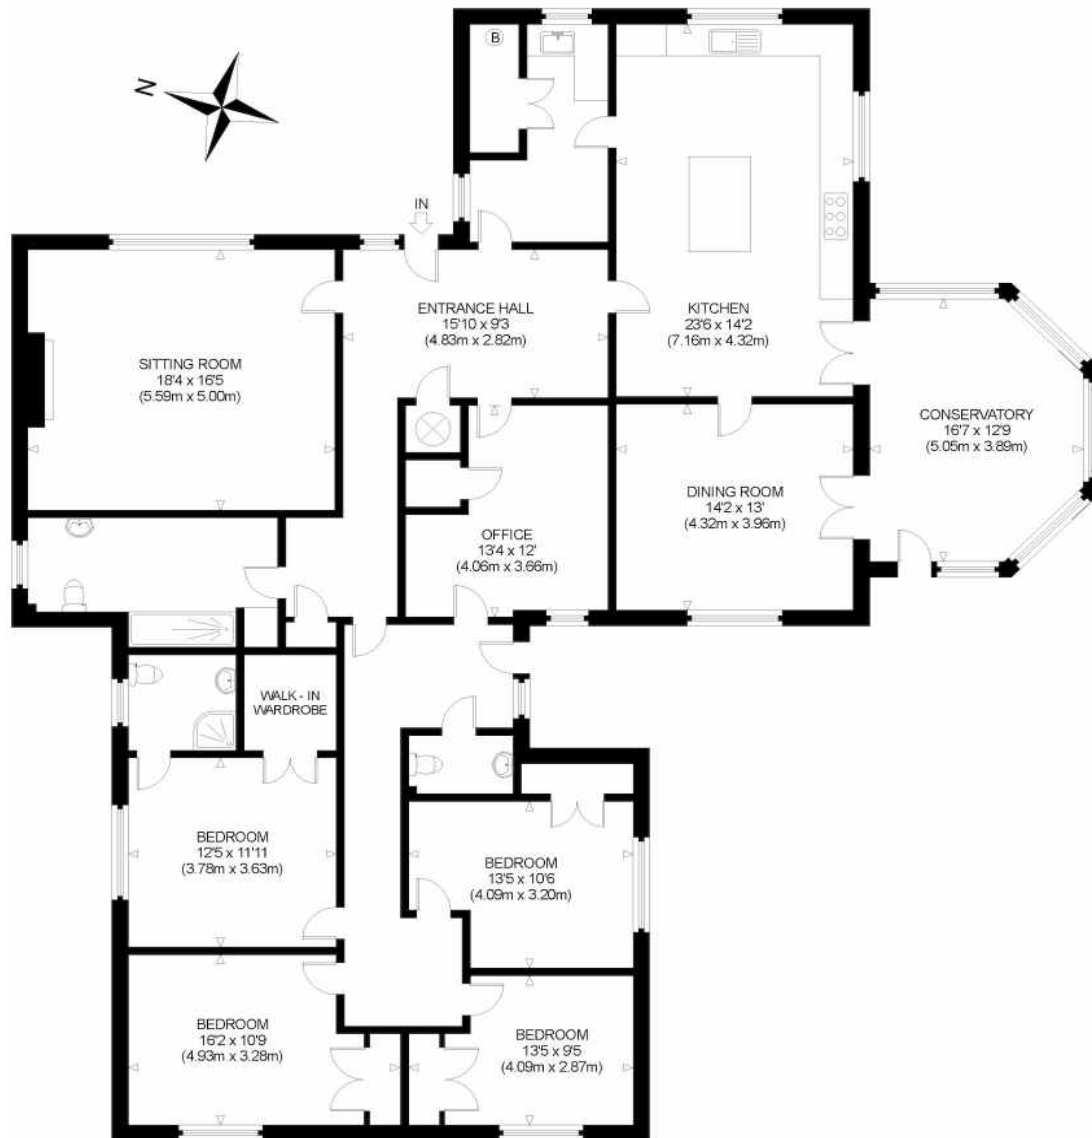 B
N
IN
ENTRANCE HALL
15'10 x 9'3
(4.83m x 2.82m)
KITCHEN
23'6 x 14'2
(7.16m x 4.32m)
SITTING ROOM
18'4 x 16'5
(5.59m x 5.00m)
CONSERVATORY
16'7 x 12'9
(5.05m x 3.89m)
DINING ROOM
14'2 x 13'
(4.32m x 3.96m)
OFFICE
13'4 x 12'
(4.06m x 3.66m)
WALK - IN
WARDROBE
BEDROOM
12'5 x 11'11
(3.78m x 3.63m)
BEDROOM
13'5 x 10'6
(4.09m x 3.20m)
BEDROOM
16'2 x 10'9
(4.93m x 3.28m)
BEDROOM
13'5 x 9'5
(4.09m x 2.87m)